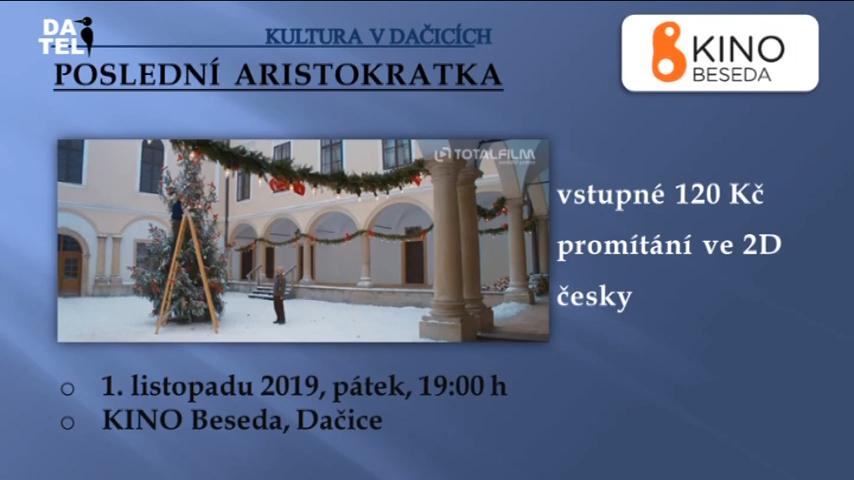 DA
TEL
KULTURA V DAČICÍCH
POSLEDNÍ ARISTOKRATKA
KINO
BESEDA
TOTALFILM
vstupné 120 Kč
promítání ve 2D
česky
1. listopadu 2019, pátek, 19:00 h
KINO Beseda, Dačice